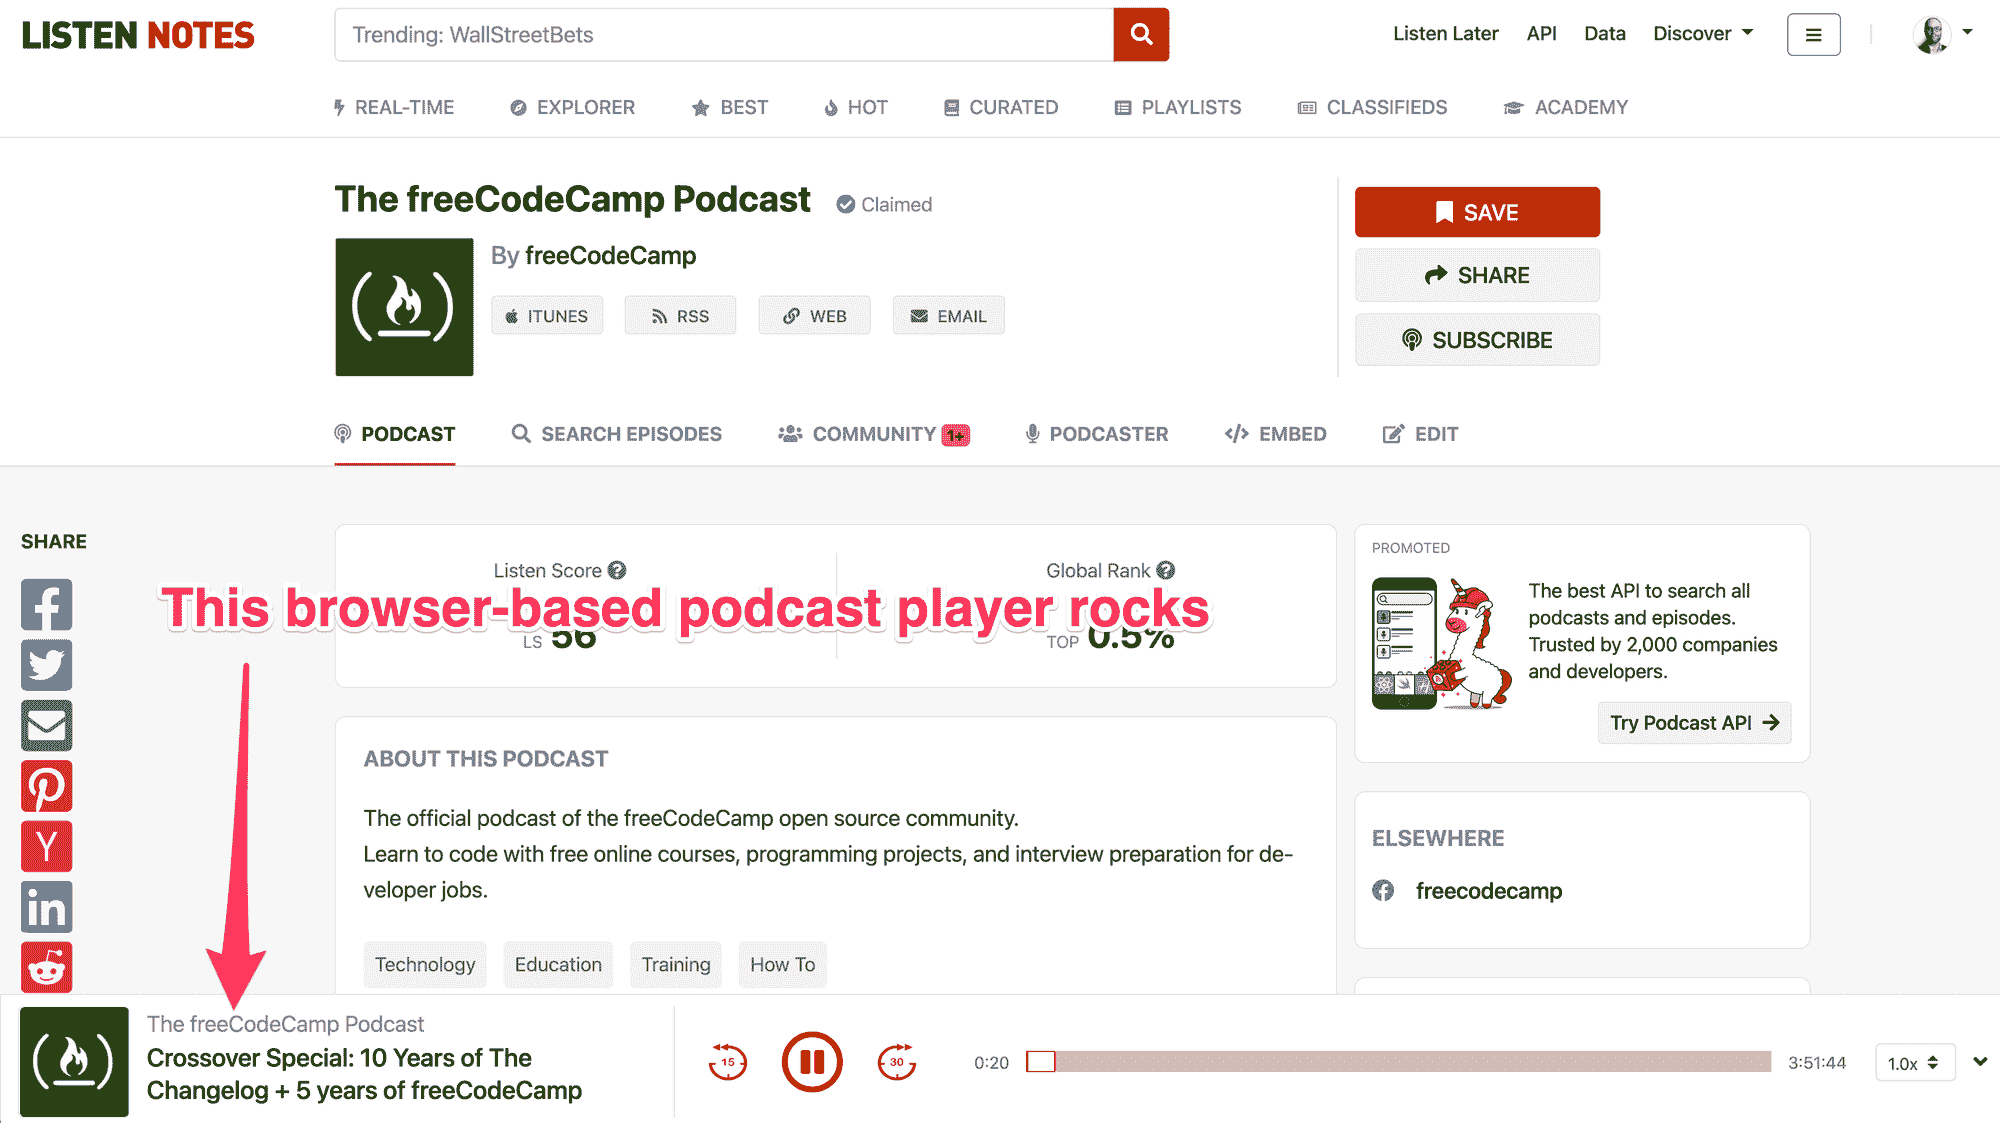 LISTEN NOTES
Trending: WallStreetBets
Listen Later API Data Discover
REAL-TIME EXPLORER BEST HOT CURATED PLAYLISTS CLASSIFIEDS ACADEMY
The freeCodeCamp Podcast Claimed
By freeCodeCamp
ITUNES RSS WEB EMAIL
SAVE
SHARE
SUBSCRIBE
PODCAST SEARCH EPISODES COMMUNITY 1+ PODCASTER EMBED EDIT
SHARE
Listen Score Global Rank
This browser-based podcast player rocks
LS 56 TOP 0.5%
PROMOTED
The best API to search all
podcasts and episodes.
Trusted by 2,000 companies
and developers.
Try Podcast API
ABOUT THIS PODCAST
The official podcast of the freeCodeCamp open source community.
Learn to code with free online courses, programming projects, and interview preparation for de-
veloper jobs.
Technology Education Training How To
ELSEWHERE
freecodecamp
The freeCodeCamp Podcast
Crossover Special: 10 Years of The
Changelog + 5 years of freeCodeCamp
15 30 0:20 3:51:44 1.0x